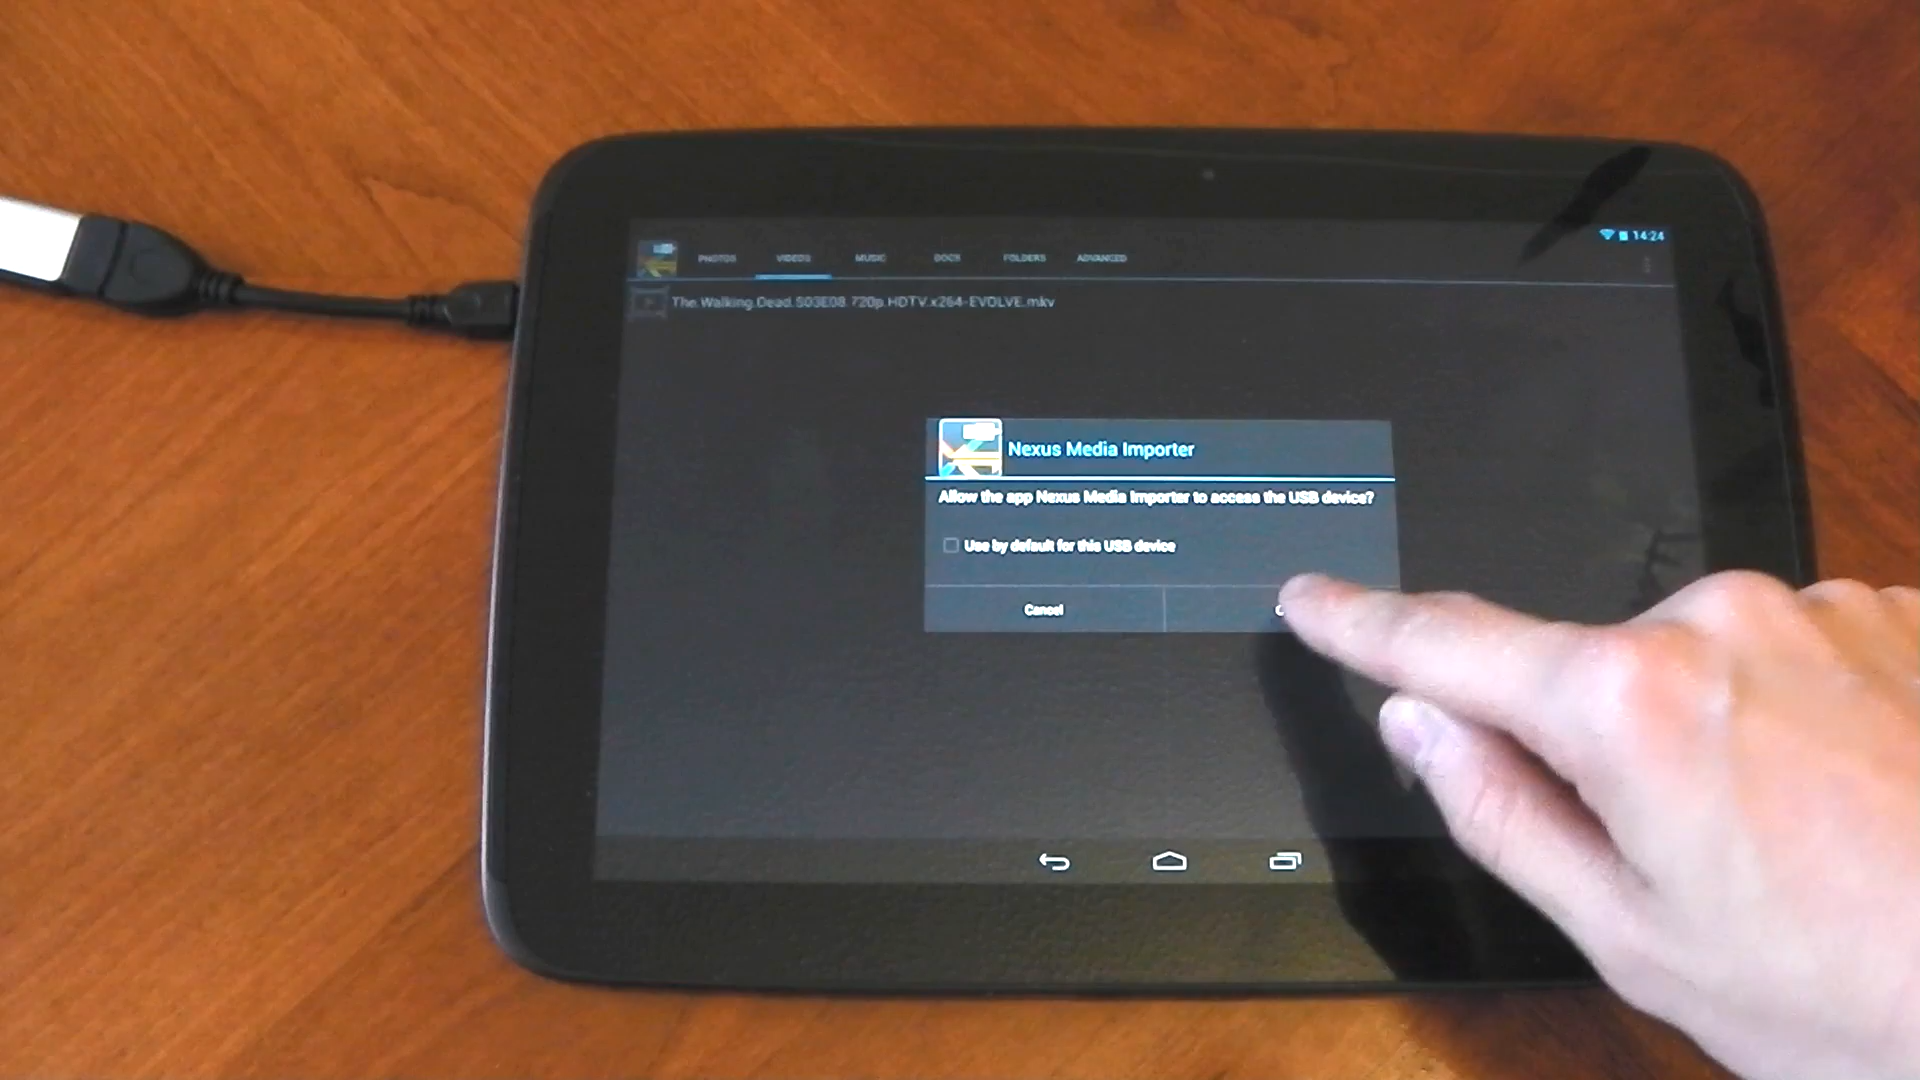 14:24
PHOTOS VIDEOS MUSIC DOCS FOLDERS ADVANCED
The.Walking.Dead.S03E08.720p.HDTV.x264-EVOLVE.mkv
Nexus Media Importer
Allow the app Nexus Media Importer to access the USB device?
Use by default for this USB device
Cancel